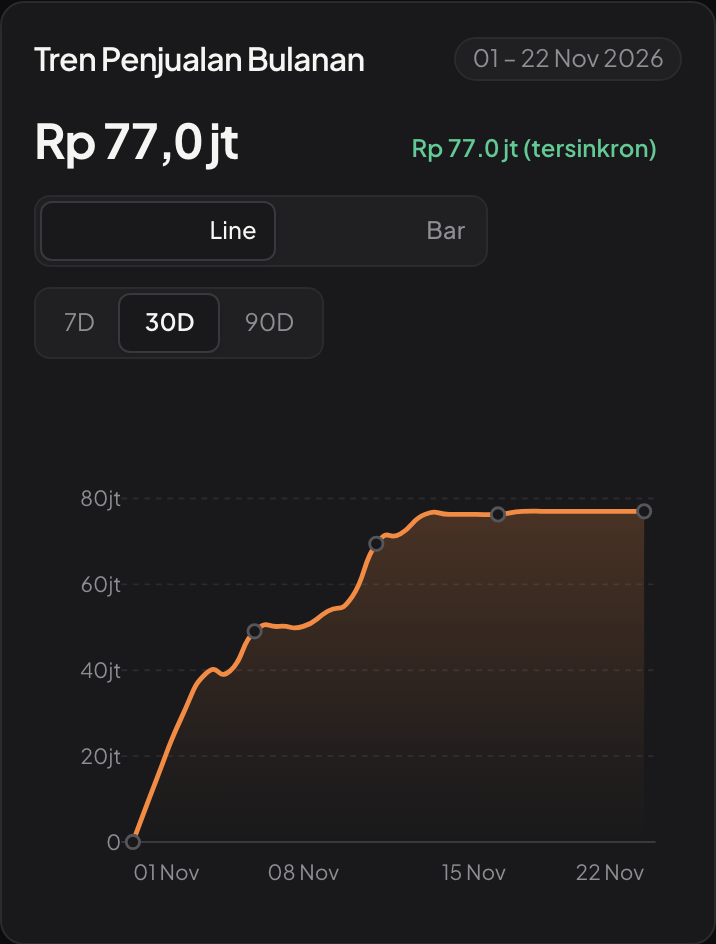 Tren Penjualan Bulanan
01 – 22 Nov 2026
Rp 77,0 jt
Rp 77.0 jt (tersinkron)
Line Bar
7D 30D 90D
80jt
60jt
40jt
20jt
0
01 Nov 08 Nov 15 Nov 22 Nov